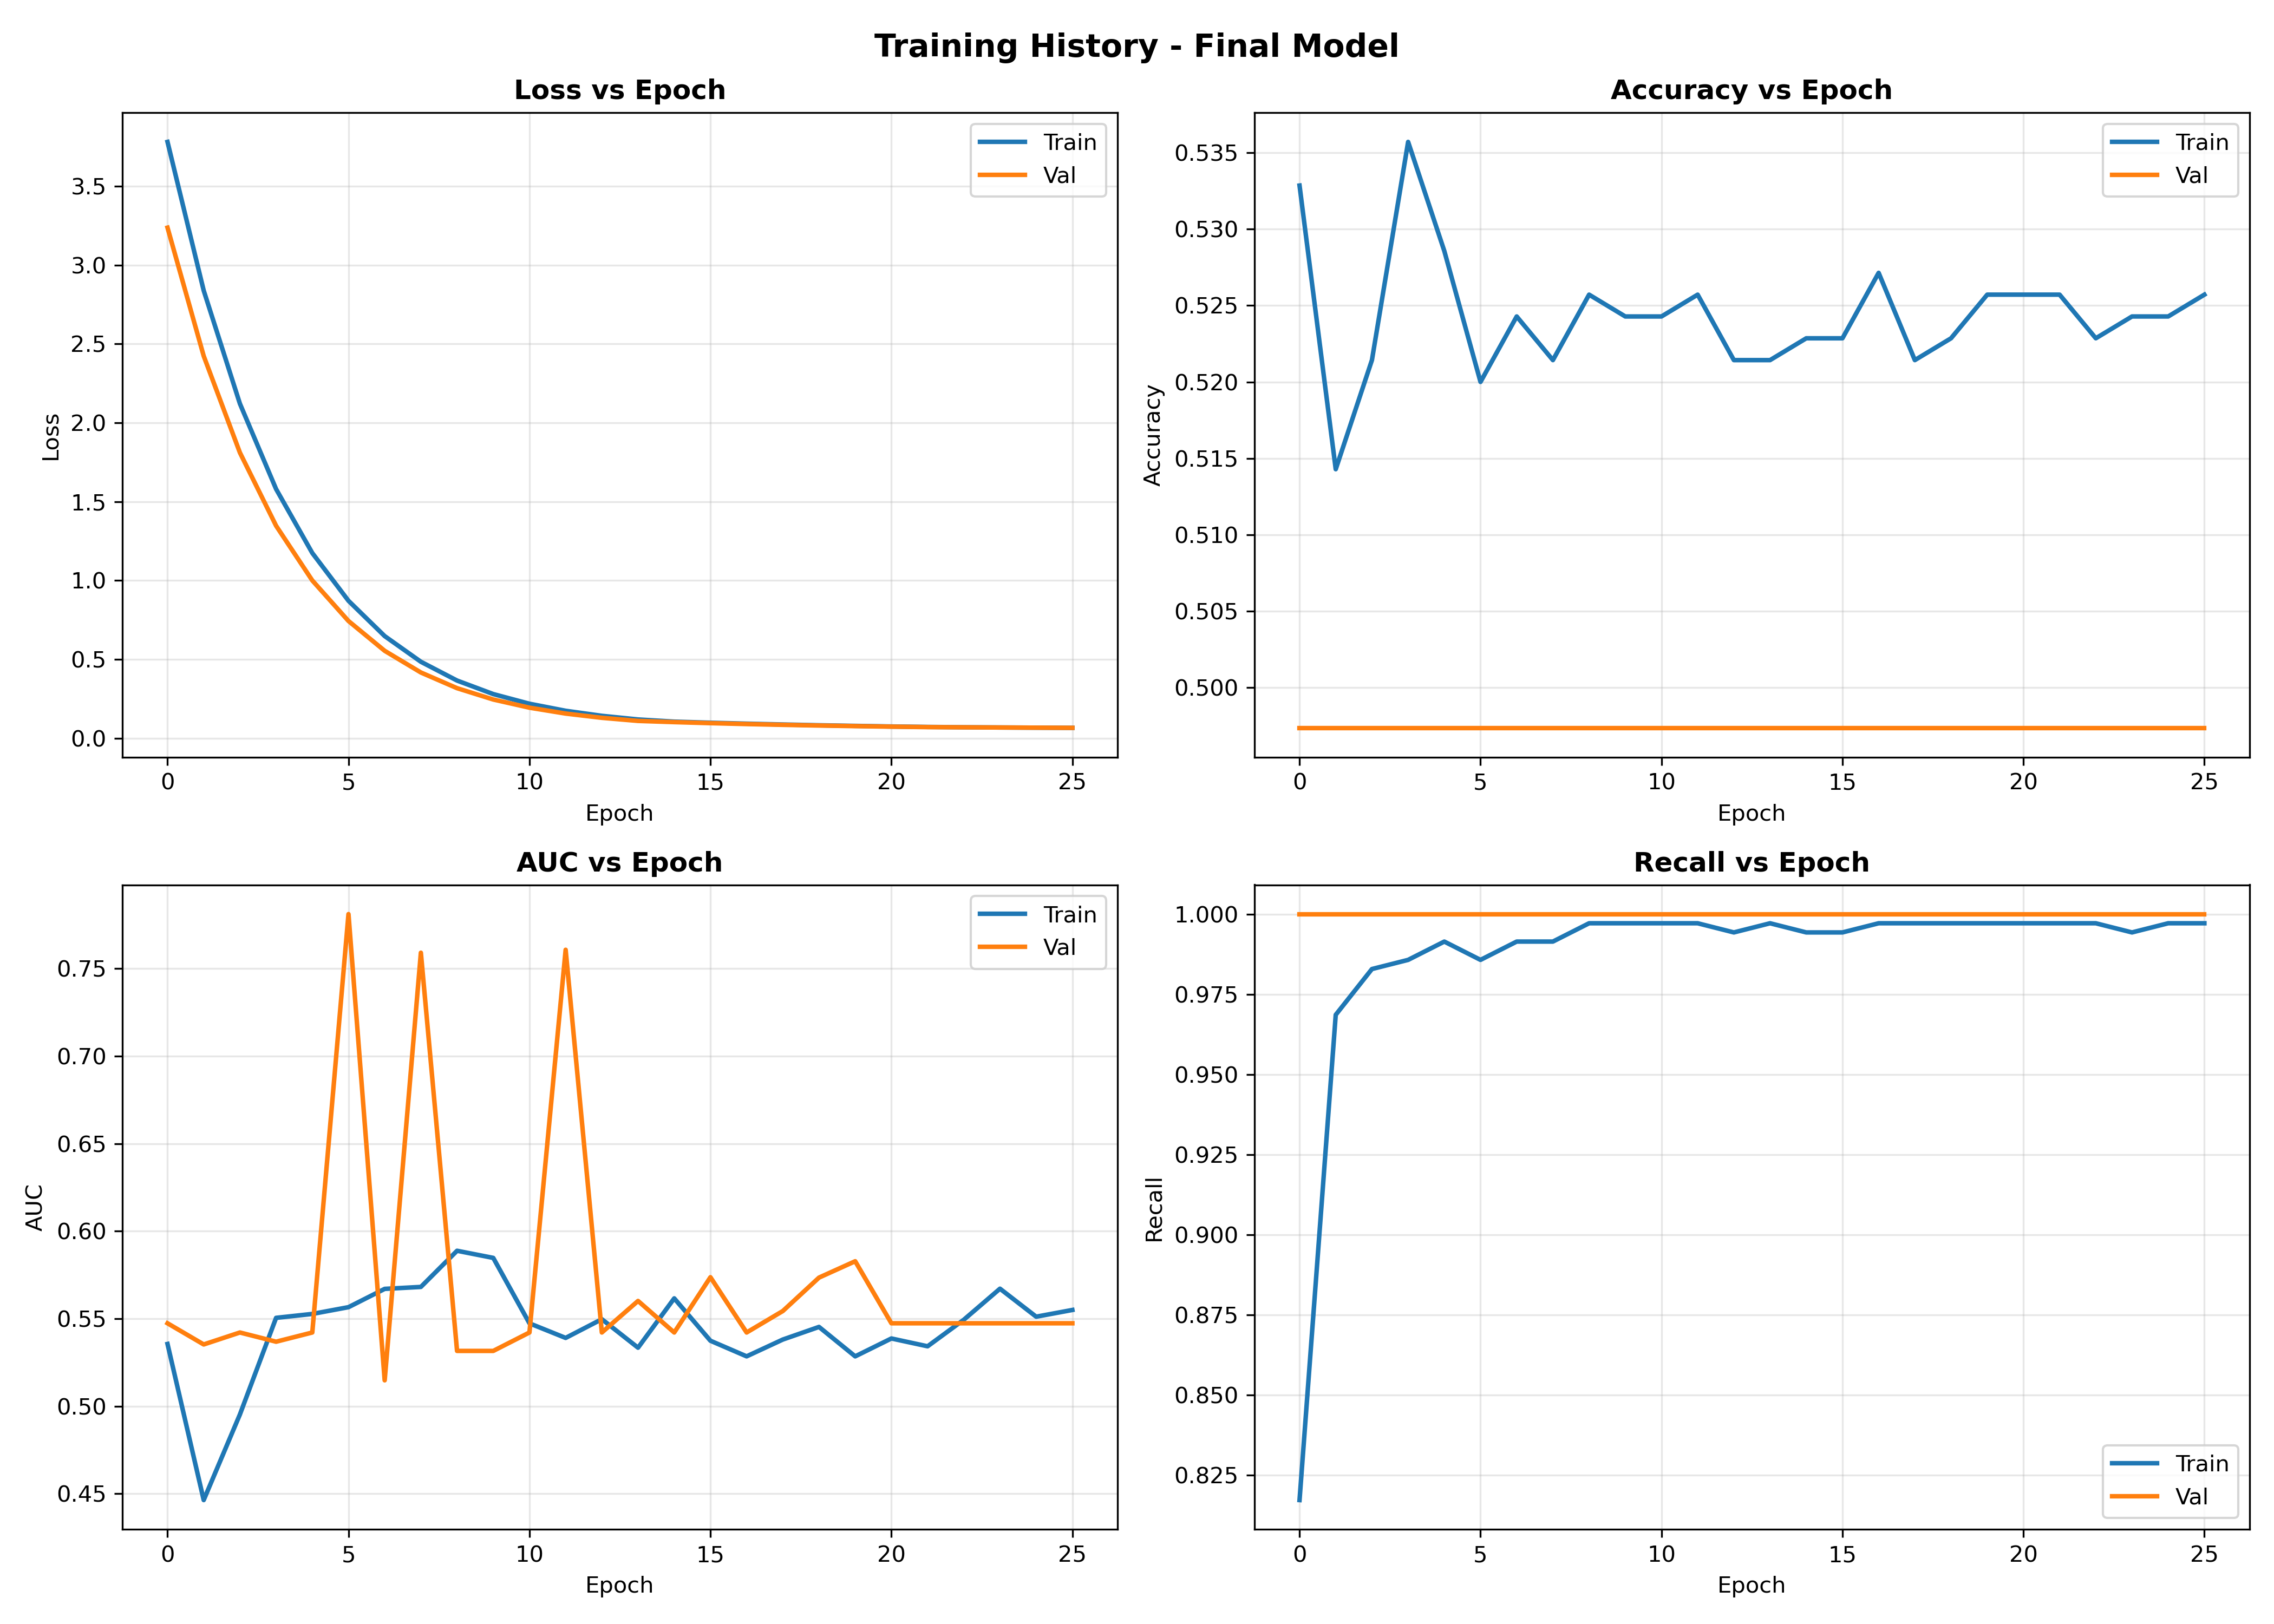 Training History - Final Model
Loss vs Epoch
Loss
3.5
3.0
2.5
2.0
1.5
1.0
0.5
0.0
0 5 10 15 20 25
Epoch
Train
Val
Accuracy vs Epoch
Accuracy
0.535
0.530
0.525
0.520
0.515
0.510
0.505
0.500
0 5 10 15 20 25
Epoch
Train
Val
AUC vs Epoch
AUC
0.75
0.70
0.65
0.60
0.55
0.50
0.45
0 5 10 15 20 25
Epoch
Train
Val
Recall vs Epoch
Recall
1.000
0.975
0.950
0.925
0.900
0.875
0.850
0.825
0 5 10 15 20 25
Epoch
Train
Val